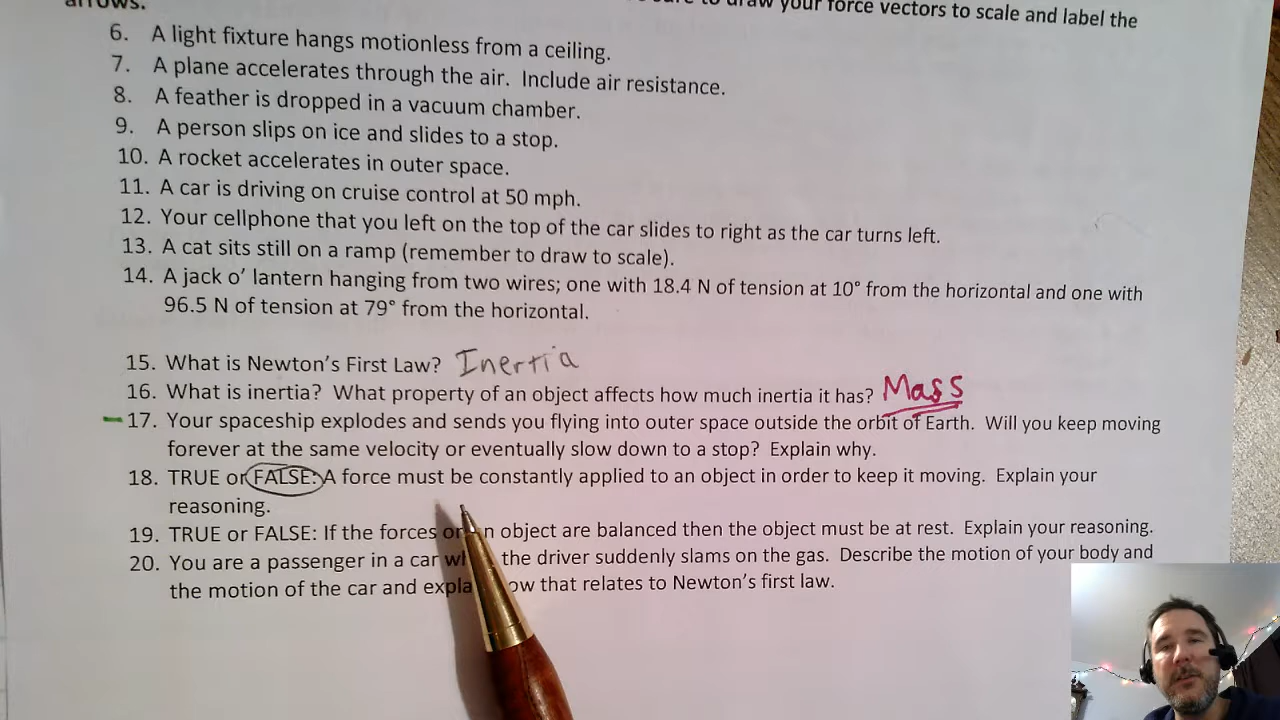 arrows.
to draw your force vectors to scale and label the
6. A light fixture hangs motionless from a ceiling.
7. A plane accelerates through the air. Include air resistance.
8. A feather is dropped in a vacuum chamber.
9. A person slips on ice and slides to a stop.
10. A rocket accelerates in outer space.
11. A car is driving on cruise control at 50 mph.
12. Your cellphone that you left on the top of the car slides to right as the car turns left.
13. A cat sits still on a ramp (remember to draw to scale).
14. A jack o’ lantern hanging from two wires; one with 18.4 N of tension at 10° from the horizontal and one with
96.5 N of tension at 79° from the horizontal.
15. What is Newton’s First Law? Inertia
16. What is inertia? What property of an object affects how much inertia it has? Mass
17. Your spaceship explodes and sends you flying into outer space outside the orbit of Earth. Will you keep moving
forever at the same velocity or eventually slow down to a stop? Explain why.
18. TRUE or FALSE: A force must be constantly applied to an object in order to keep it moving. Explain your
reasoning.
19. TRUE or FALSE: If the forces object are balanced then the object must be at rest. Explain your reasoning.
20. You are a passenger in a car the driver suddenly slams on the gas. Describe the motion of your body and
the motion of the car and that relates to Newton’s first law.